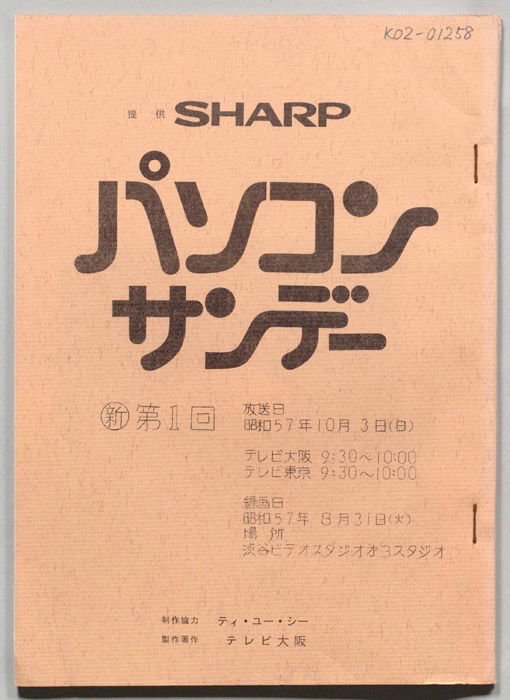 K02-01258
提供 SHARP
パソコン
サンデー
新 第1回
放送日
昭和57年10月3日(日)
テレビ大阪 9:30〜10:00
テレビ東京 9:30〜10:00
録画日
昭和57年 8月31日(火)
場所
渋谷ビデオスタジオオ3スタジオ
制作協力 ティ・ユー・シー
製作著作 テレビ大阪